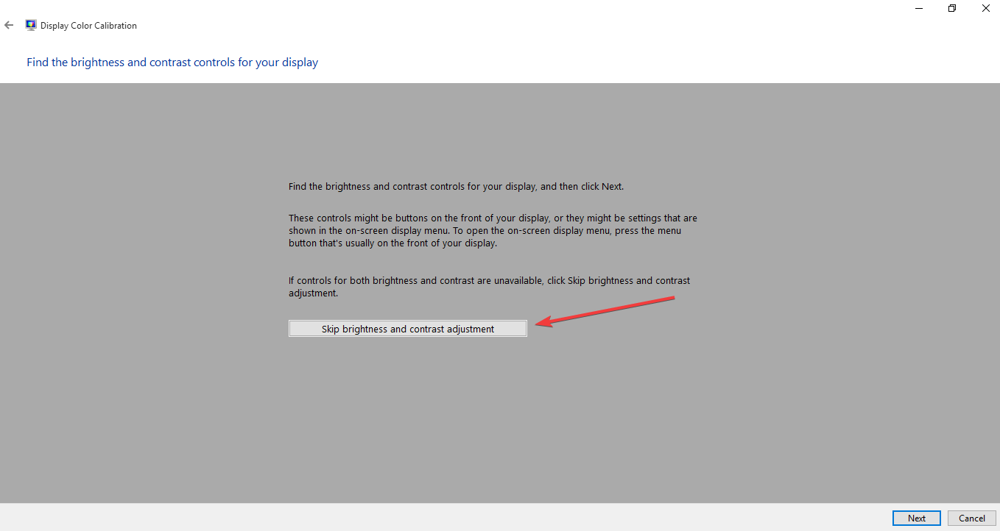 Display Color Calibration
Find the brightness and contrast controls for your display
Find the brightness and contrast controls for your display, and then click Next.
These controls might be buttons on the front of your display, or they might be settings that are
shown in the on-screen display menu. To open the on-screen display menu, press the menu
button that's usually on the front of your display.
If controls for both brightness and contrast are unavailable, click Skip brightness and contrast
adjustment.
Skip brightness and contrast adjustment
Next
Cancel